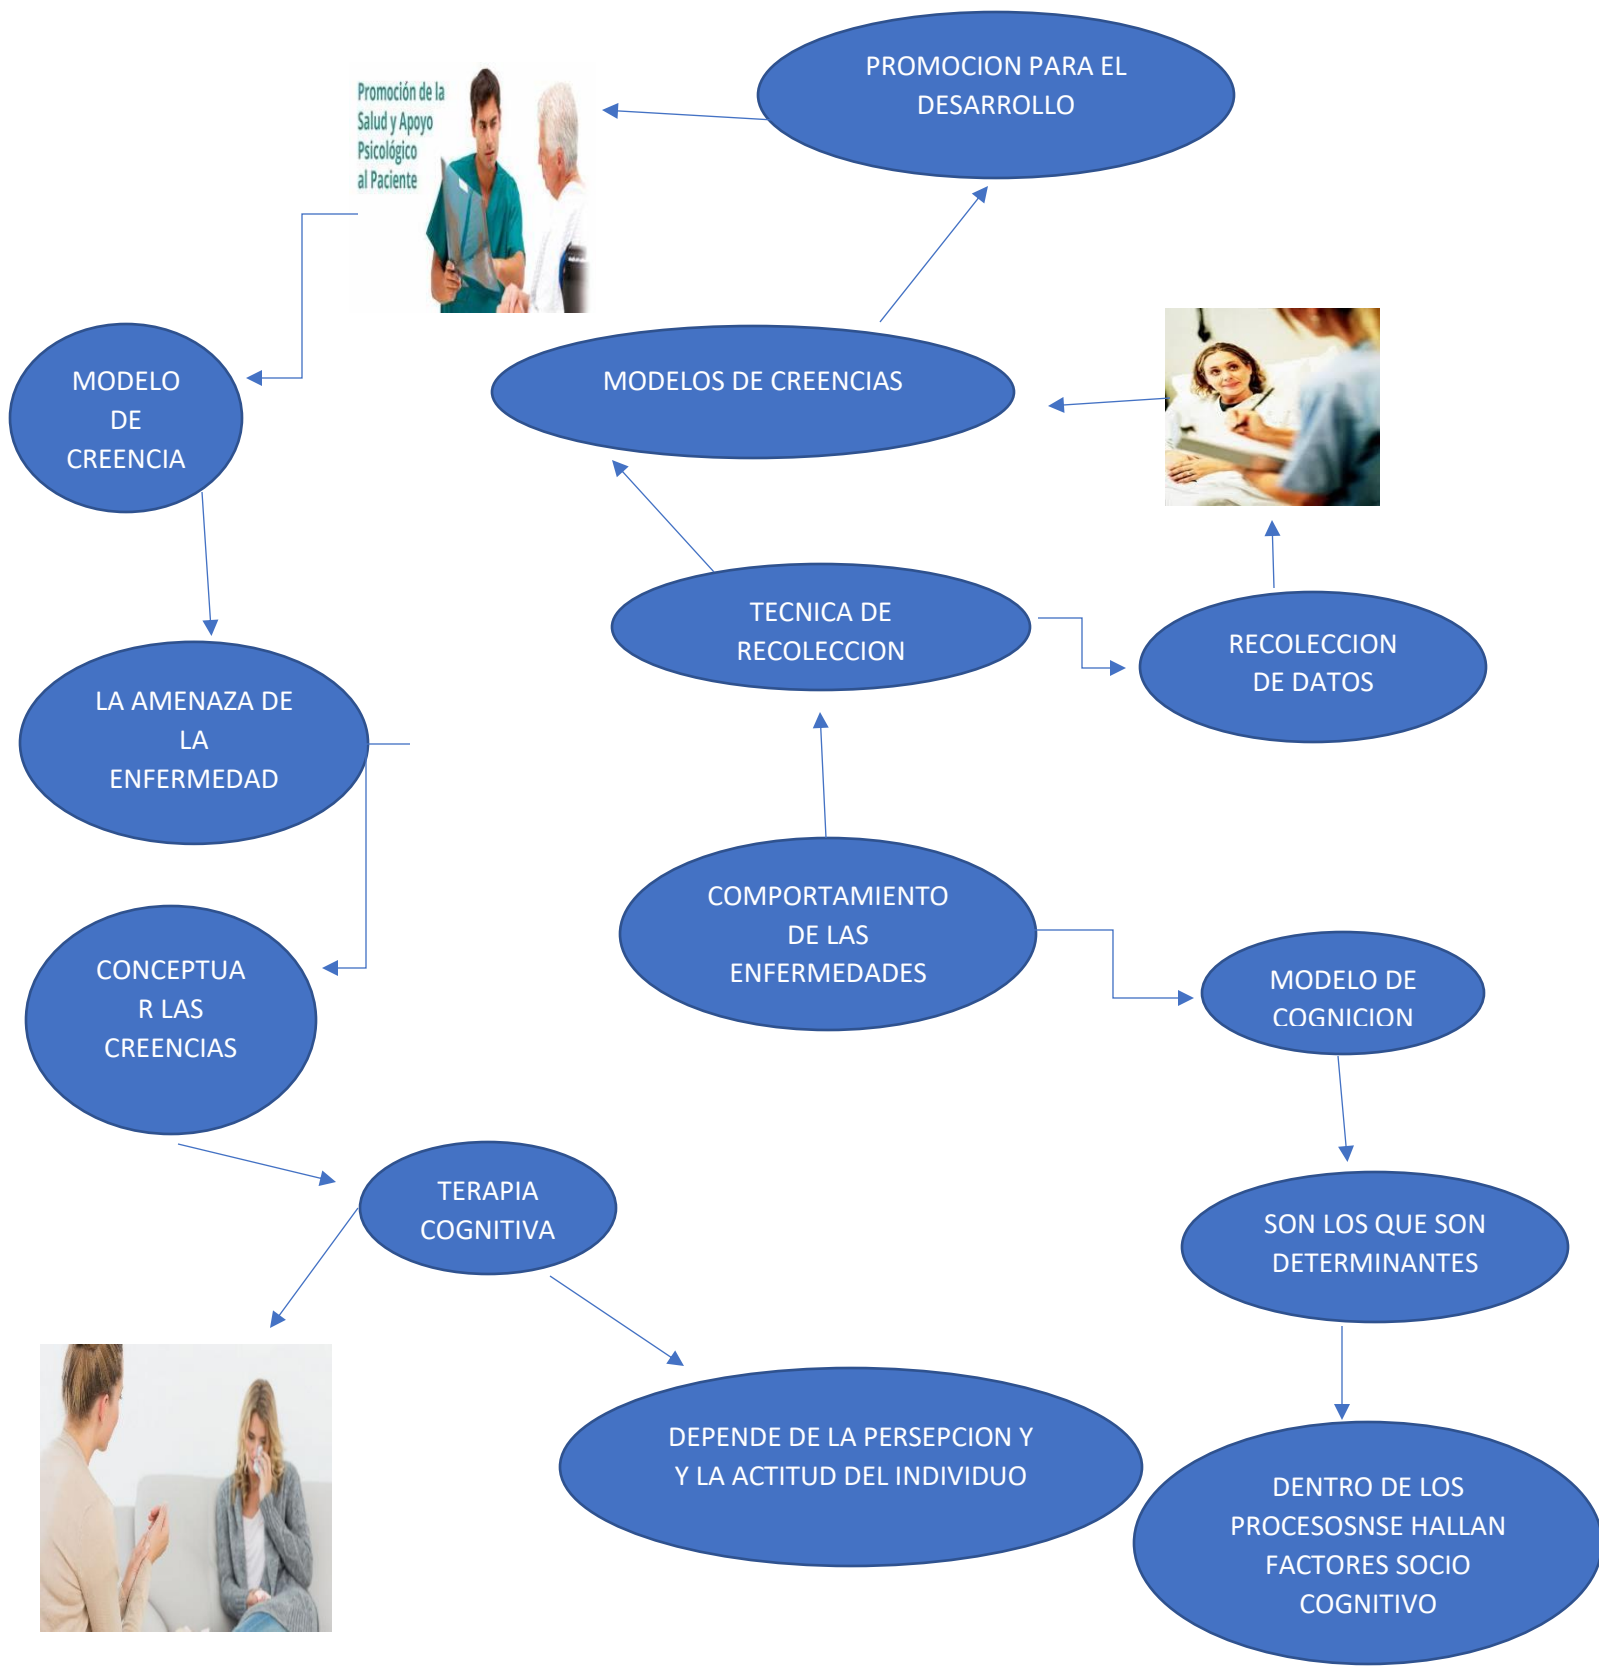 PROMOCION PARA EL
DESARROLLO
Promoción de la
Salud y Apoyo
Psicológico
al Paciente
MODELO
DE
CREENCIA
MODELOS DE CREENCIAS
TECNICA DE
RECOLECCION
RECOLECCION
DE DATOS
LA AMENAZA DE
LA
ENFERMEDAD
COMPORTAMIENTO
DE LAS
ENFERMEDADES
CONCEPTUA
R LAS
CREENCIAS
MODELO DE
COGNICION
TERAPIA
COGNITIVA
SON LOS QUE SON
DETERMINANTES
DEPENDE DE LA PERSEPCION Y
Y LA ACTITUD DEL INDIVIDUO
DENTRO DE LOS
PROCESOSNSE HALLAN
FACTORES SOCIO
COGNITIVO